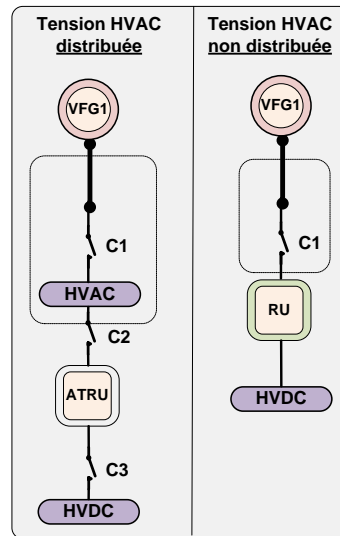 Tension HVAC
distribuée
VFG1
C1
HVAC
C2
ATRU
C3
HVDC
Tension HVAC
non distribuée
VFG1
C1
RU
HVDC